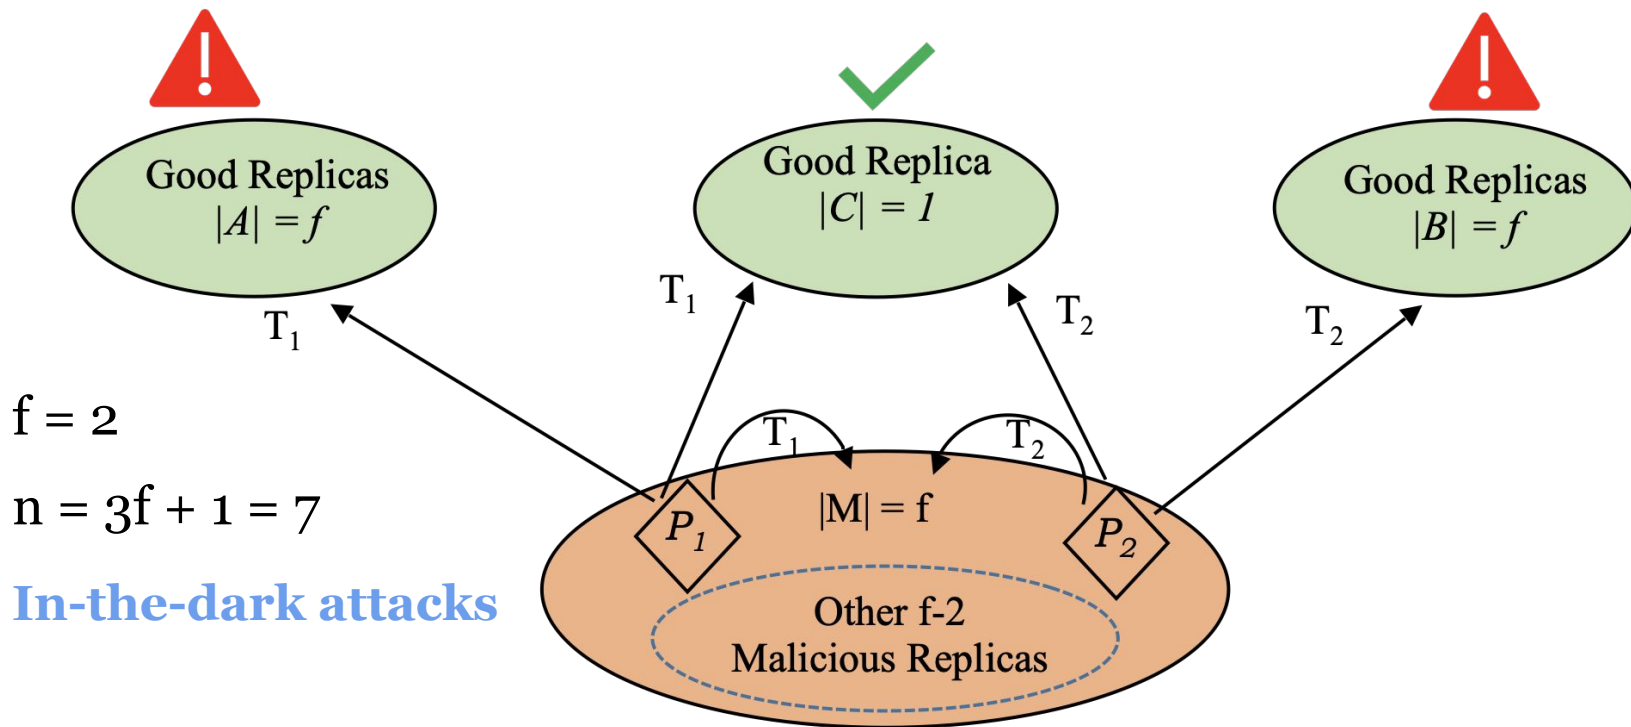 Good Replicas
|A| = f
Good Replica
|C| = 1
Good Replicas
|B| = f
T₁
T₁
T₂
T₂
f = 2
n = 3f + 1 = 7
In-the-dark attacks
T₁
T₂
|M| = f
P₁
P₂
Other f-2
Malicious Replicas